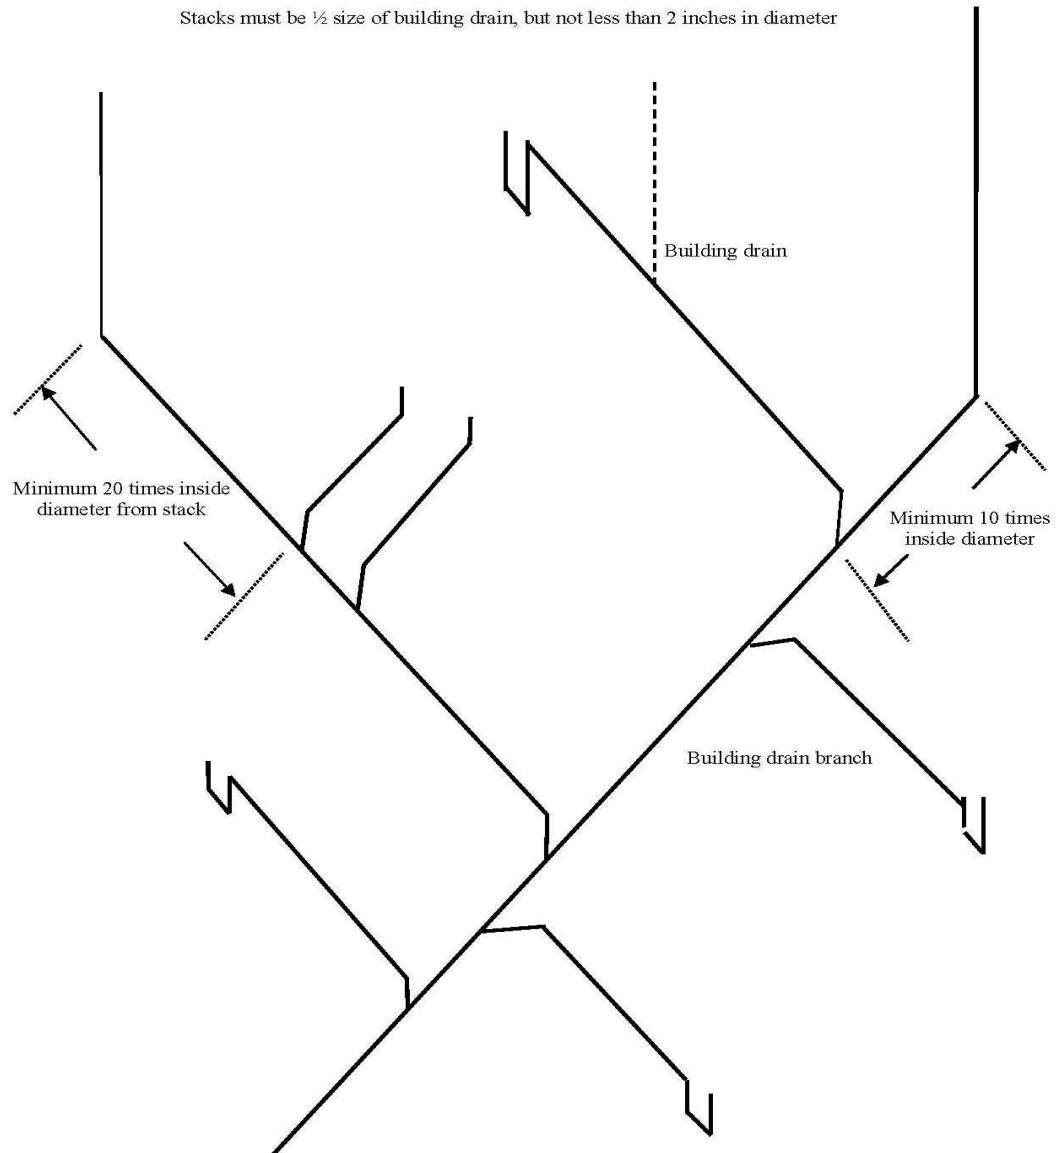 Stacks must be ½ size of building drain, but not less than 2 inches in diameter
Building drain
Minimum 20 times inside
diameter from stack
Minimum 10 times
inside diameter
Building drain branch